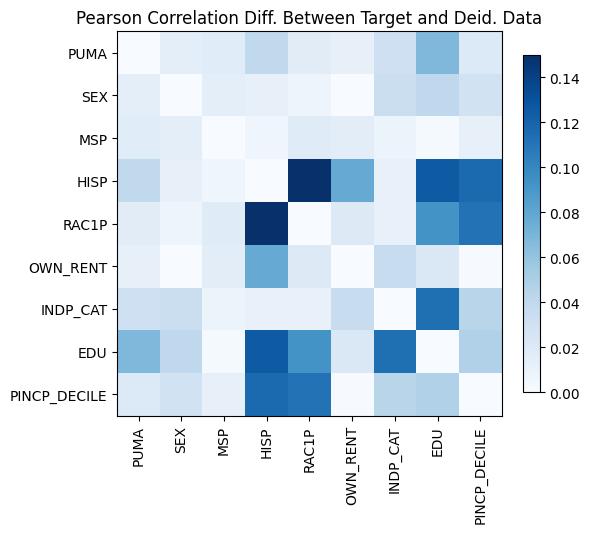 Pearson Correlation Diff. Between Target and Deid. Data
PUMA
SEX
MSP
HISP
RAC1P
OWN_RENT
INDP_CAT
EDU
PINCP_DECILE
PUMA
SEX
MSP
HISP
RAC1P
OWN_RENT
INDP_CAT
EDU
PINCP_DECILE
0.14
0.12
0.10
0.08
0.06
0.04
0.02
0.00